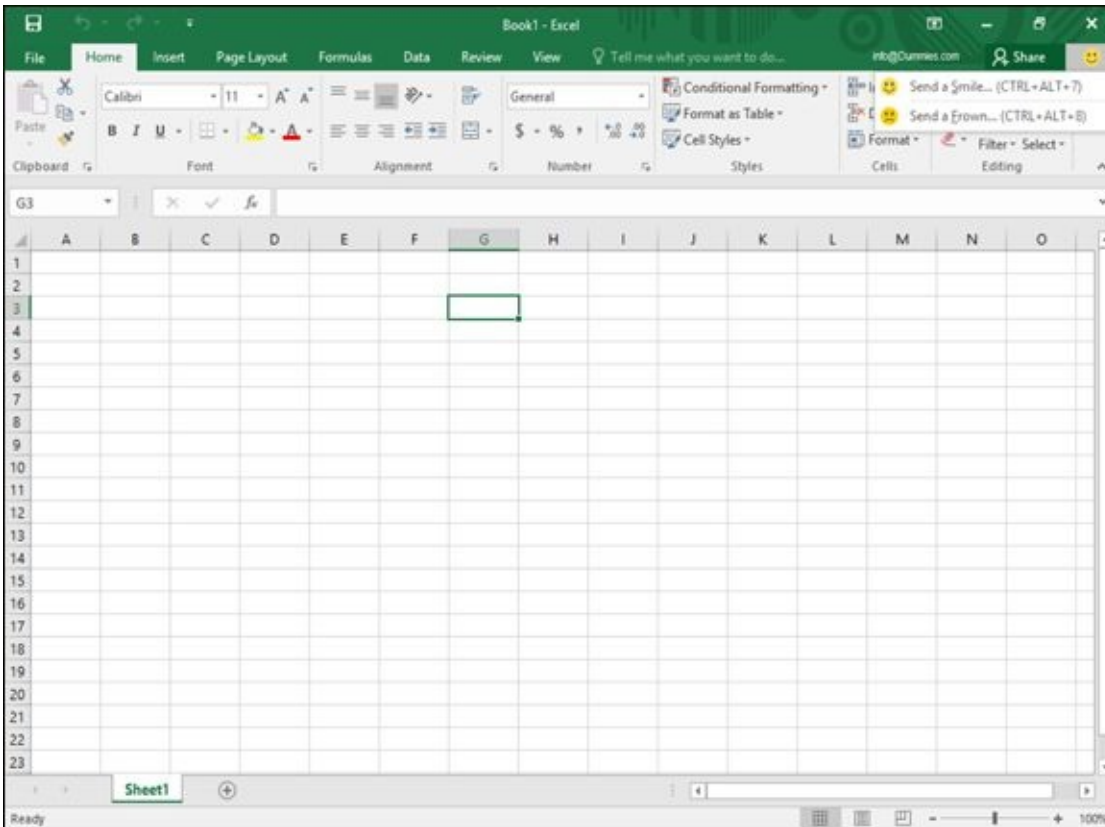 Book1 - Excel
File Home Insert Page Layout Formulas Data Review View Tell me what you want to do... info@Dummies.com Share
Calibri 11 A A General Conditional Formatting Send a Smile... (CTRL+ALT+7)
Paste Format as Table Send a Frown... (CTRL+ALT+8)
B I U A $ % , Cell Styles Format Filter Select
Clipboard Font Alignment Number Styles Cells Editing
G3 fx
A B C D E F G H I J K L M N O
1
2
3
4
5
6
7
8
9
10
11
12
13
14
15
16
17
18
19
20
21
22
23
Sheet1
Ready 100%